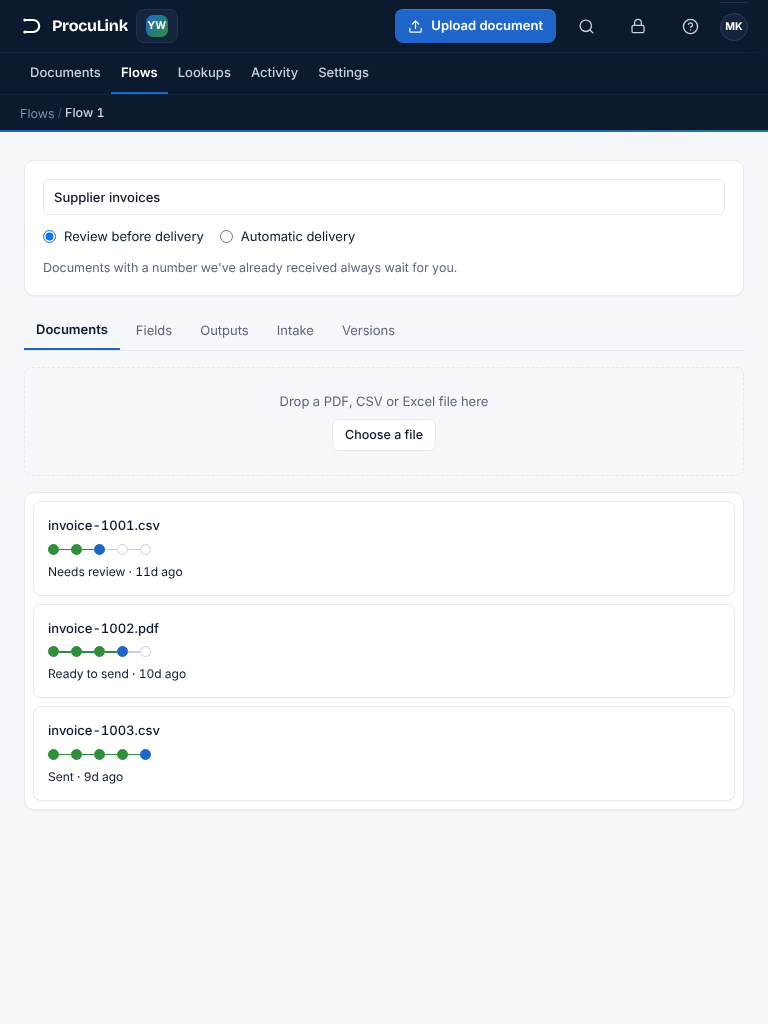 ProcuLink YW Upload document MK
Documents Flows Lookups Activity Settings
Flows / Flow 1
Supplier invoices
Review before delivery Automatic delivery
Documents with a number we've already received always wait for you.
Documents Fields Outputs Intake Versions
Drop a PDF, CSV or Excel file here
Choose a file
invoice-1001.csv
Needs review · 11d ago
invoice-1002.pdf
Ready to send · 10d ago
invoice-1003.csv
Sent · 9d ago